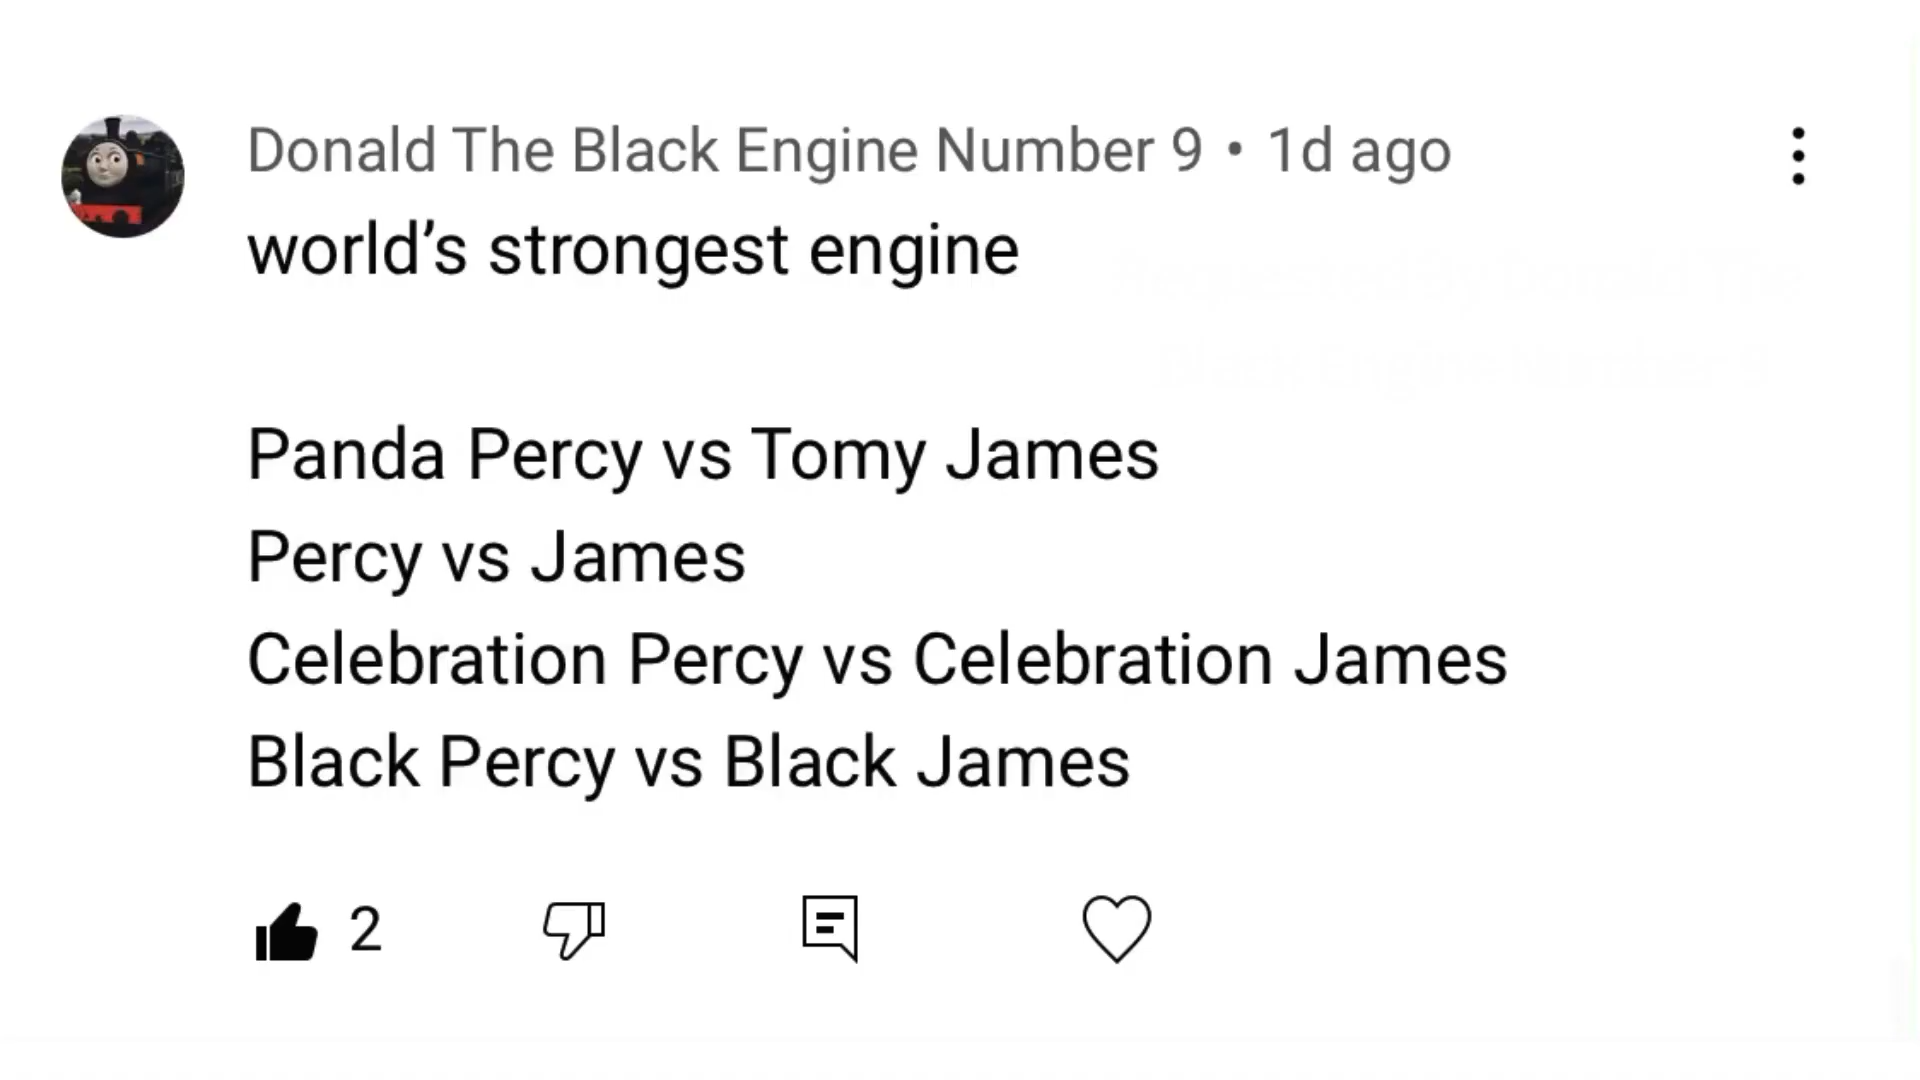 Donald The Black Engine Number 9 • 1d ago
world’s strongest engine
Panda Percy vs Tomy James
Percy vs James
Celebration Percy vs Celebration James
Black Percy vs Black James
2